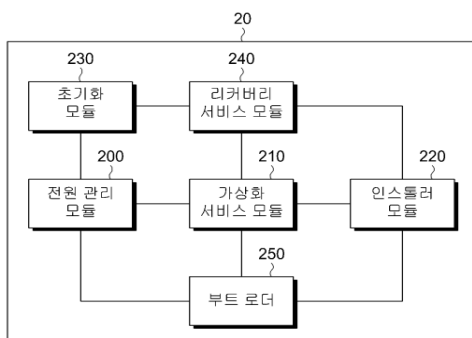 20
230
초기화
모듈
240
리커버리
서비스 모듈
200
전원 관리
모듈
210
가상화
서비스 모듈
220
인스톨러
모듈
250
부트 로더